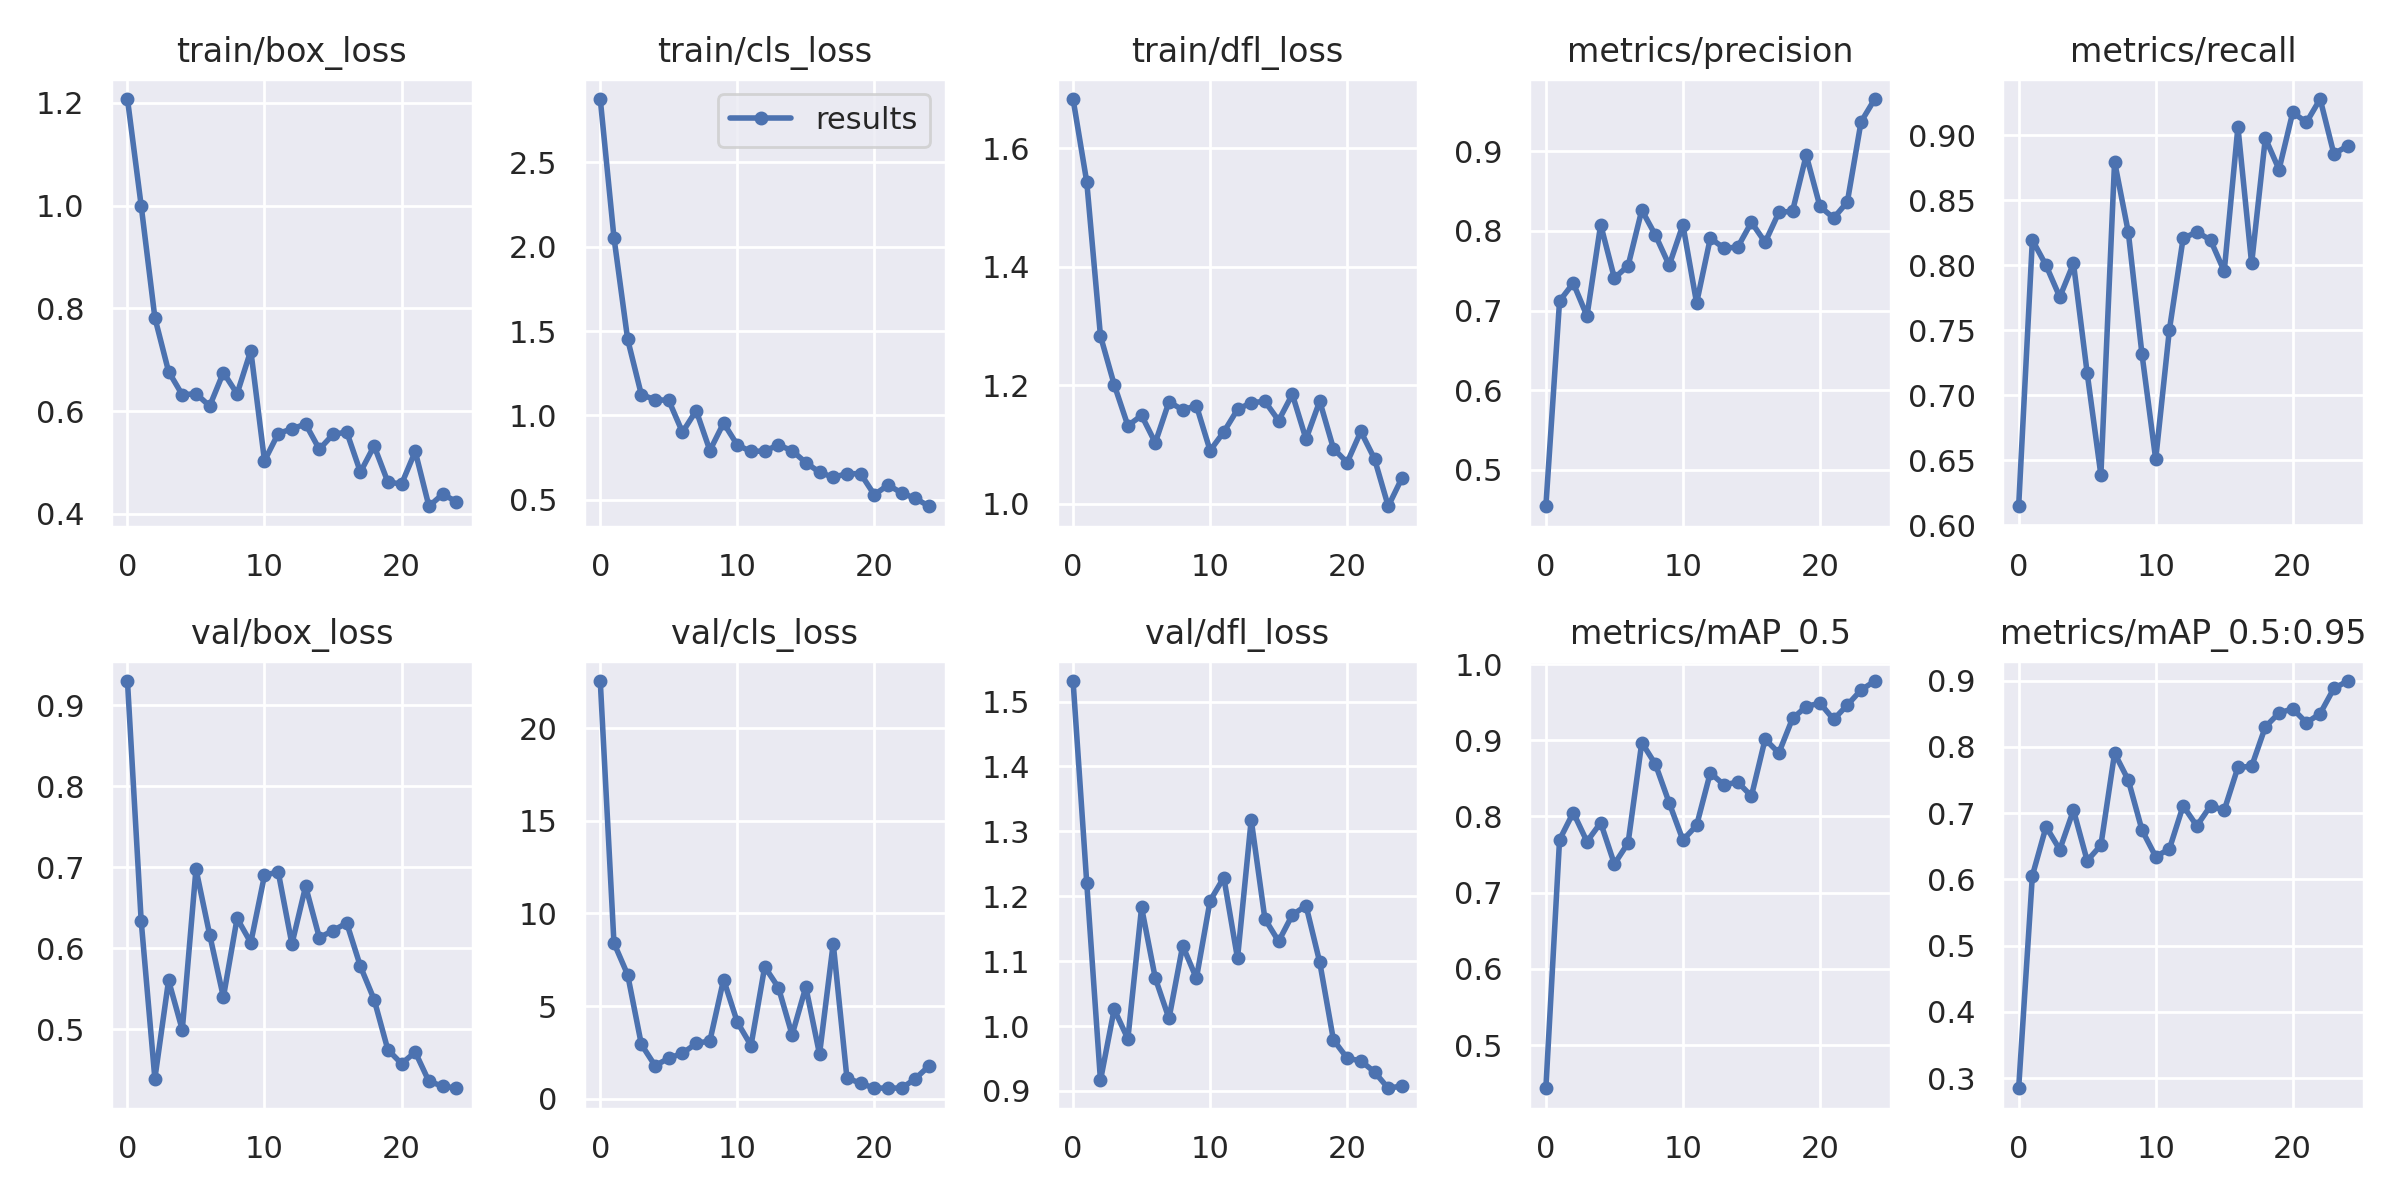 train/box_loss
1.2
1.0
0.8
0.6
0.4
0 10 20
train/cls_loss
results
2.5
2.0
1.5
1.0
0.5
0 10 20
train/dfl_loss
1.6
1.4
1.2
1.0
0 10 20
metrics/precision
0.9
0.8
0.7
0.6
0.5
0 10 20
metrics/recall
0.90
0.85
0.80
0.75
0.70
0.65
0.60
0 10 20
val/box_loss
0.9
0.8
0.7
0.6
0.5
0 10 20
val/cls_loss
20
15
10
5
0
0 10 20
val/dfl_loss
1.5
1.4
1.3
1.2
1.1
1.0
0.9
0 10 20
metrics/mAP_0.5
1.0
0.9
0.8
0.7
0.6
0.5
0 10 20
metrics/mAP_0.5:0.95
0.9
0.8
0.7
0.6
0.5
0.4
0.3
0 10 20